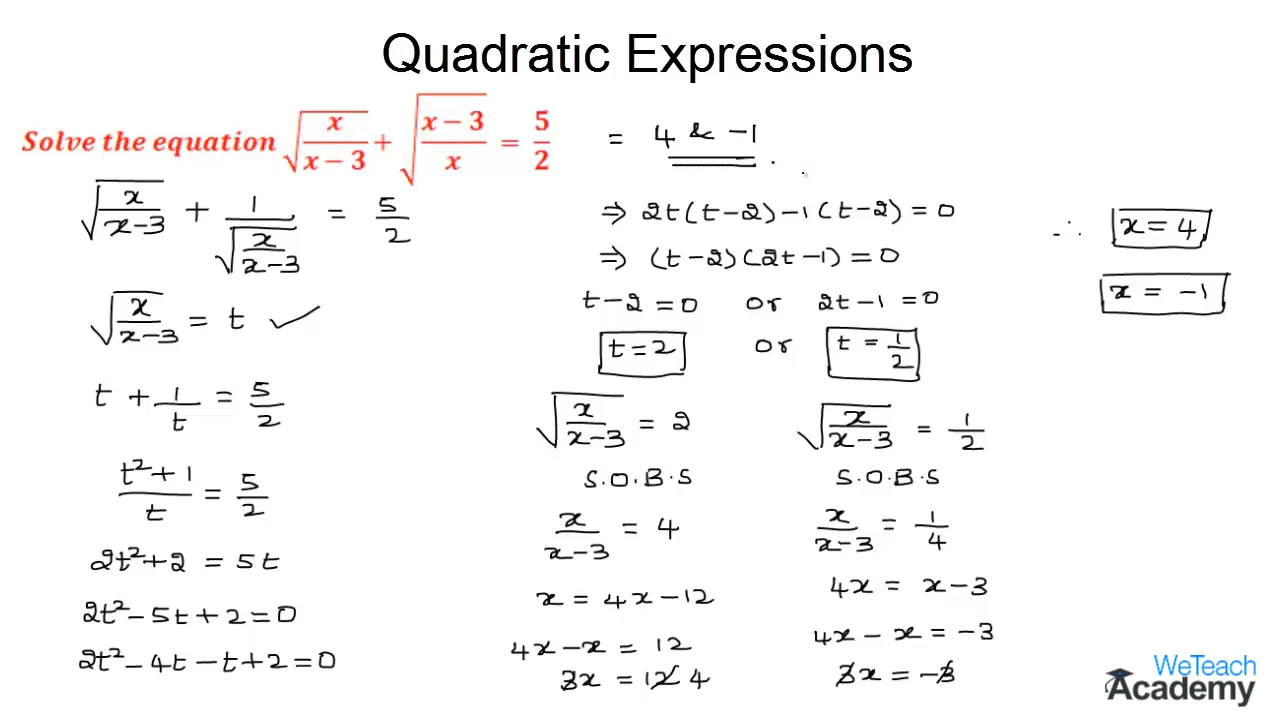 Quadratic Expressions
Solve the equation √(x/(x − 3)) + √((x − 3)/x) = 5/2
= 4 & -1.
√(x/(x-3)) + 1/√(x/(x-3)) = 5/2
√(x/(x-3)) = t ✓
t + 1/t = 5/2
(t²+1)/t = 5/2
2t²+2 = 5t
2t²-5t+2=0
2t²-4t-t+2=0
⇒ 2t(t-2)-1(t-2)=0
⇒ (t-2)(2t-1)=0
t-2=0 or 2t-1=0
t=2 or t=1/2
√(x/(x-3)) = 2
S.O.B.S
x/(x-3) = 4
x = 4x-12
4x-x = 12
3x = 12 4
√(x/(x-3)) = 1/2
S.O.B.S
x/(x-3) = 1/4
4x = x-3
4x-x = -3
3x = -3
∴ x=4
x = -1
WeTeach
Academy